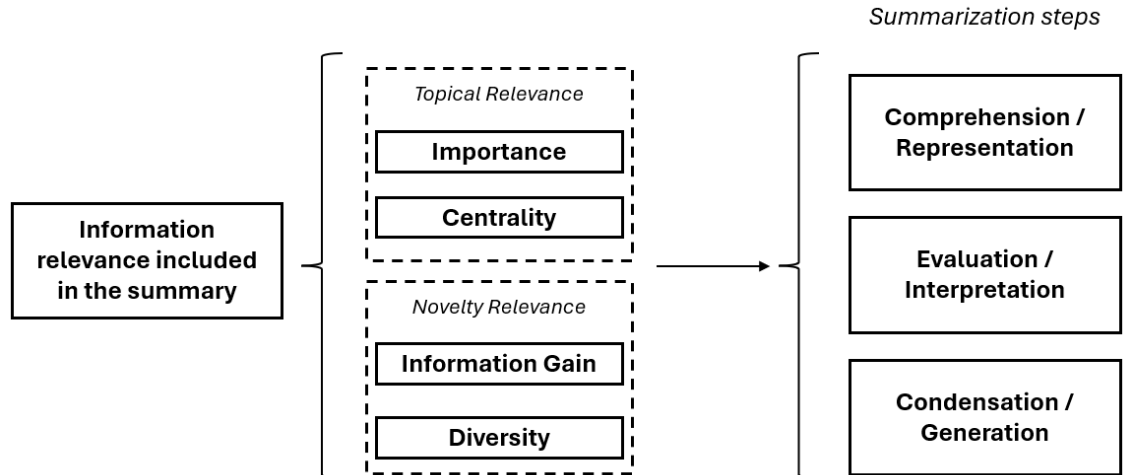 Summarization steps
Information
relevance included
in the summary
Topical Relevance
Importance
Centrality
Novelty Relevance
Information Gain
Diversity
Comprehension /
Representation
Evaluation /
Interpretation
Condensation /
Generation